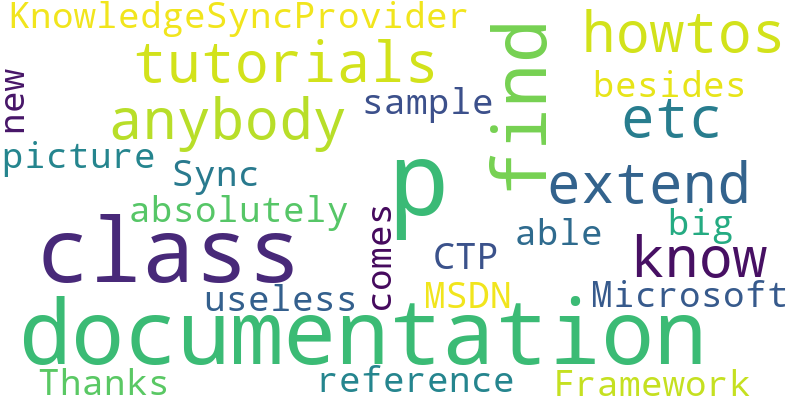 KnowledgeSyncProvider
tutorials
find
howtos
new
anybody
sample
besides
etc
picture
Sync
p
extend
absolutely
class
comes
able
big
CTP
know
useless
MSDN
Microsoft
documentation
Thanks
reference
Framework